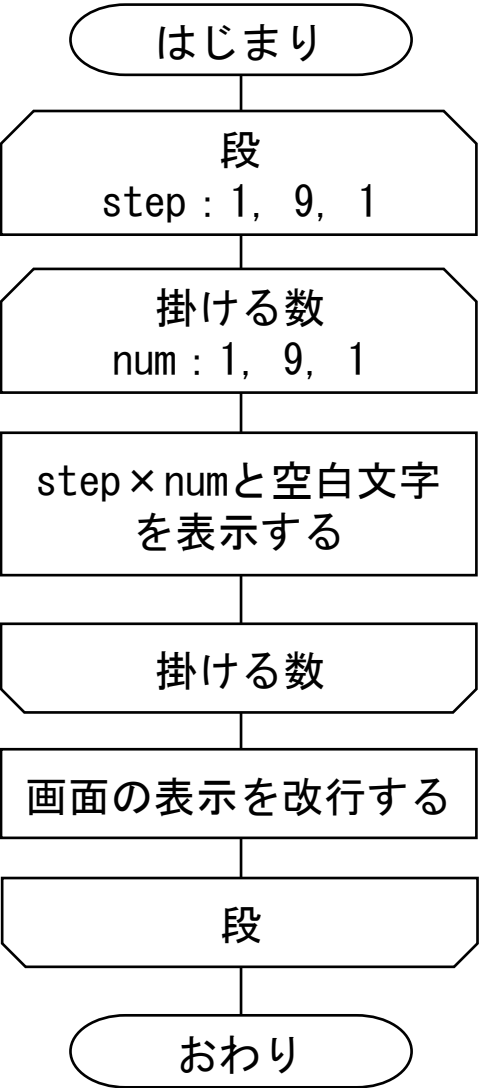 はじまり
段
step：1, 9, 1
掛ける数
num：1, 9, 1
step×numと空白文字
を表示する
掛ける数
画面の表示を改行する
段
おわり